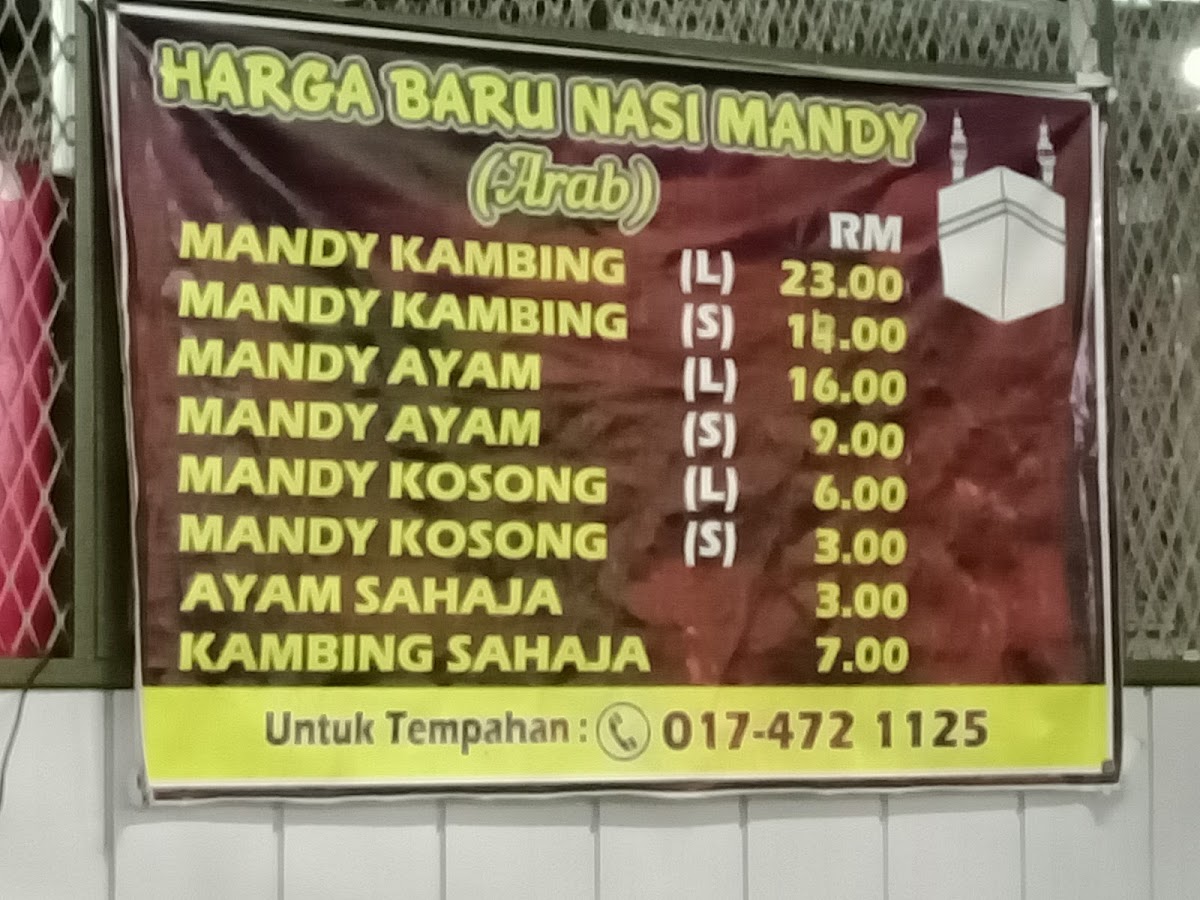 HARGA BARU NASI MANDY
(Arab)
RM
MANDY KAMBING (L) 23.00
MANDY KAMBING (S)
MANDY AYAM (L) 16.00
MANDY AYAM (S) 9.00
MANDY KOSONG (L) 6.00
MANDY KOSONG (S) 3.00
AYAM SAHAJA 3.00
KAMBING SAHAJA 7.00
Untuk Tempahan : 017-472 1125